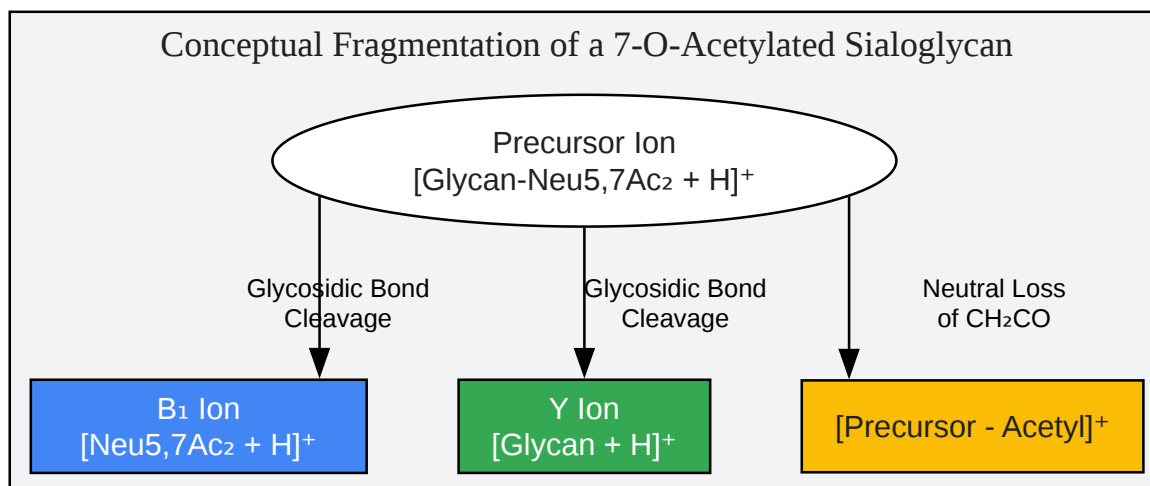 Conceptual Fragmentation of a 7-O-Acetylated Sialoglycan
Precursor Ion
[Glycan-Neu5,7Ac₂ + H]⁺
Glycosidic Bond
Cleavage
Glycosidic Bond
Cleavage
Neutral Loss
of CH₂CO
B₁ Ion
[Neu5,7Ac₂ + H]⁺
Y Ion
[Glycan + H]⁺
[Precursor - Acetyl]⁺